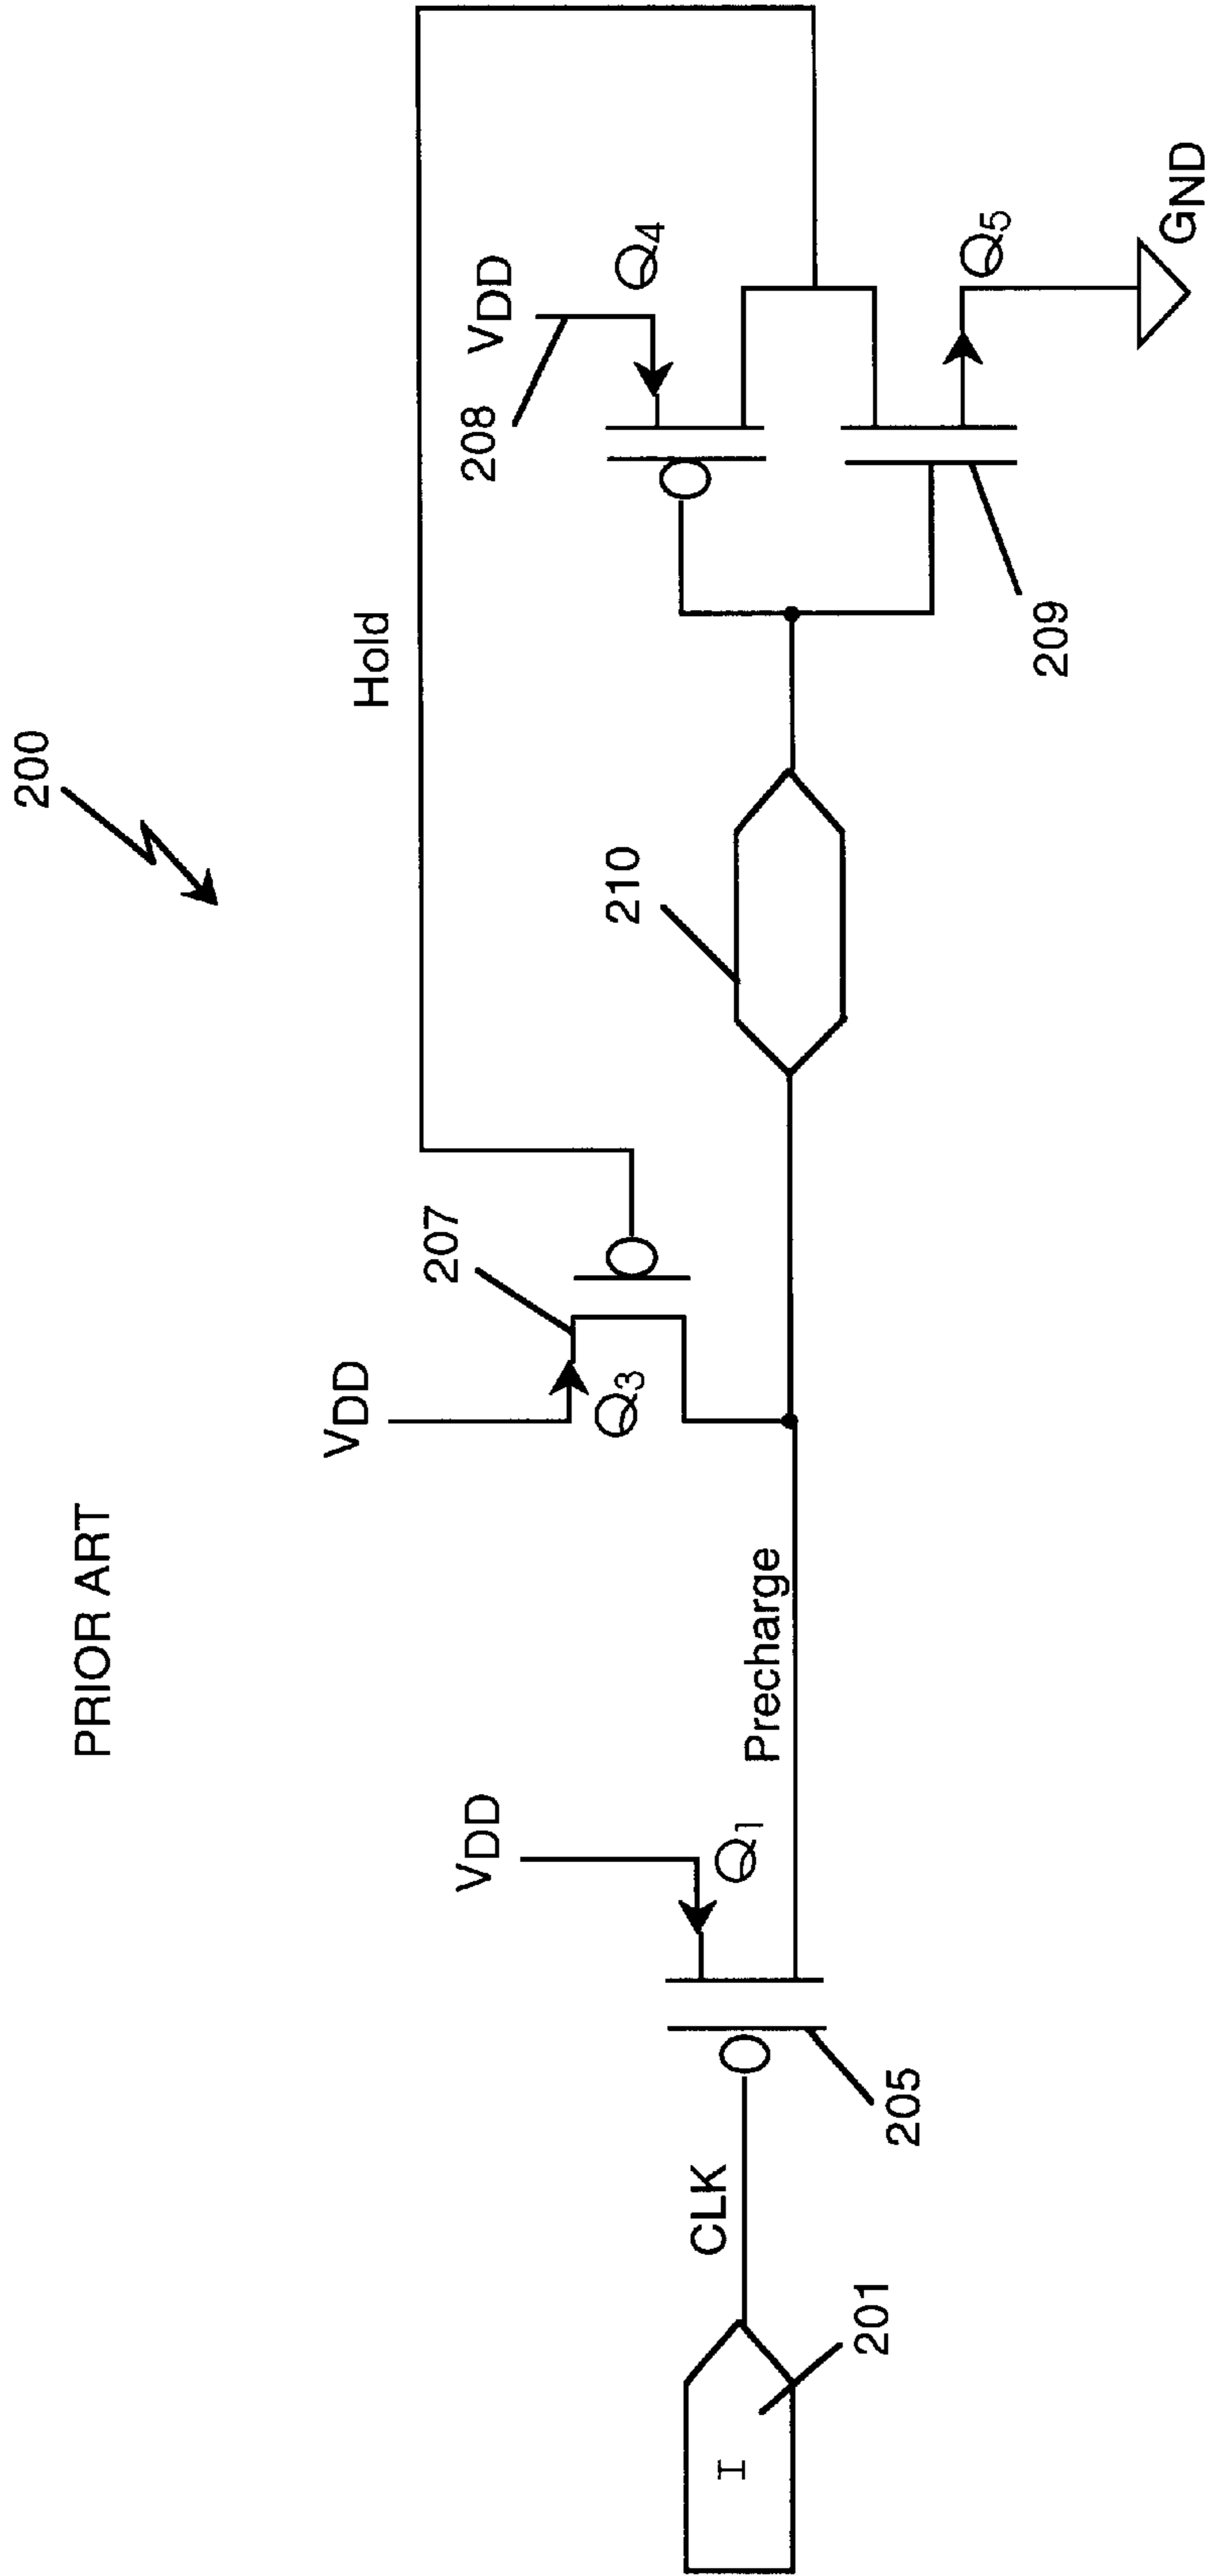 PRIOR ART
200
Hold
VDD
207
Q3
VDD
208
Q4
VDD
Q1
Precharge
210
CLK
I
201
205
209
Q5
GND